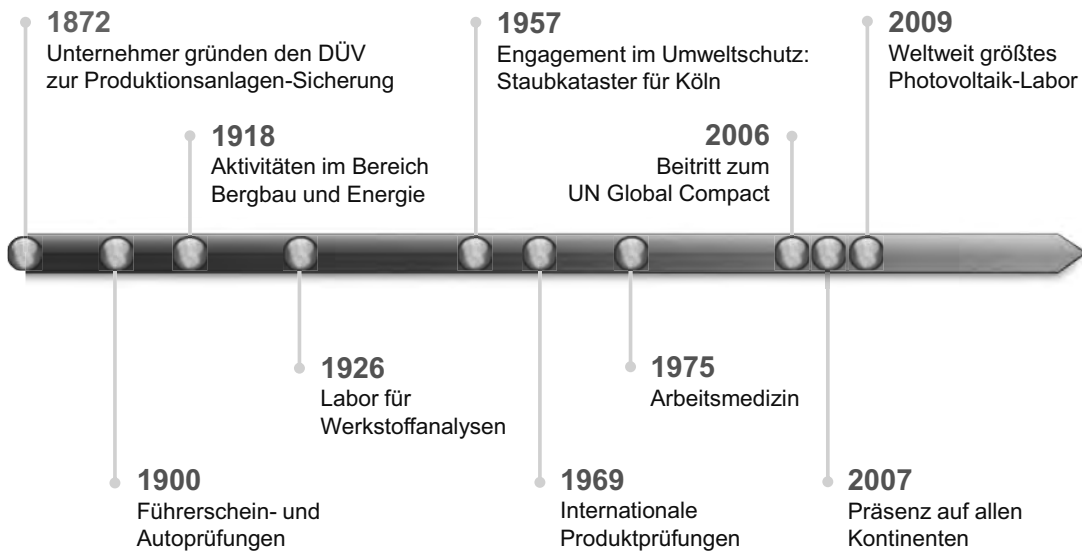 1872
Unternehmer gründen den DÜV
zur Produktionsanlagen-Sicherung
1957
Engagement im Umweltschutz:
Staubkataster für Köln
2009
Weltweit größtes
Photovoltaik-Labor
1918
Aktivitäten im Bereich
Bergbau und Energie
2006
Beitritt zum
UN Global Compact
1926
Labor für
Werkstoffanalysen
1975
Arbeitsmedizin
1900
Führerschein- und
Autoprüfungen
1969
Internationale
Produktprüfungen
2007
Präsenz auf allen
Kontinenten